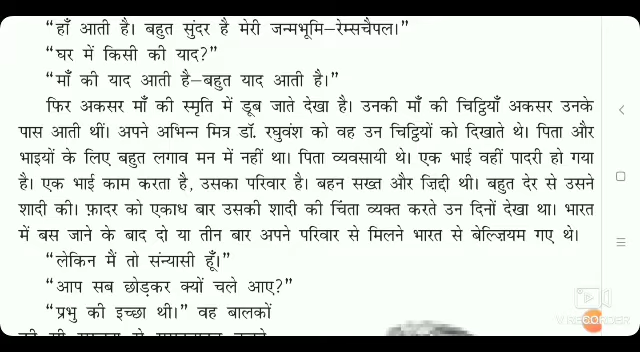 “हाँ आती है। बहुत सुंदर है मेरी जन्मभूमि–रेम्सचैपल।”
“घर में किसी की याद?”
“माँ की याद आती है–बहुत याद आती है।”
फिर अकसर माँ की स्मृति में डूब जाते देखा है। उनकी माँ की चिट्ठियाँ अकसर उनके
पास आती थीं। अपने अभिन्न मित्र डॉ. रघुवंश को वह उन चिट्ठियों को दिखाते थे। पिता और
भाइयों के लिए बहुत लगाव मन में नहीं था। पिता व्यवसायी थे। एक भाई वहीं पादरी हो गया
है। एक भाई काम करता है, उसका परिवार है। बहन सख्त और ज़िद्दी थी। बहुत देर से उसने
शादी की। फ़ादर को एकाध बार उसकी शादी की चिंता व्यक्त करते उन दिनों देखा था। भारत
में बस जाने के बाद दो या तीन बार अपने परिवार से मिलने भारत से बेल्जियम गए थे।
“लेकिन मैं तो संन्यासी हूँ।”
“आप सब छोड़कर क्यों चले आए?”
“प्रभु की इच्छा थी।” वह बालकों
V RECORDER